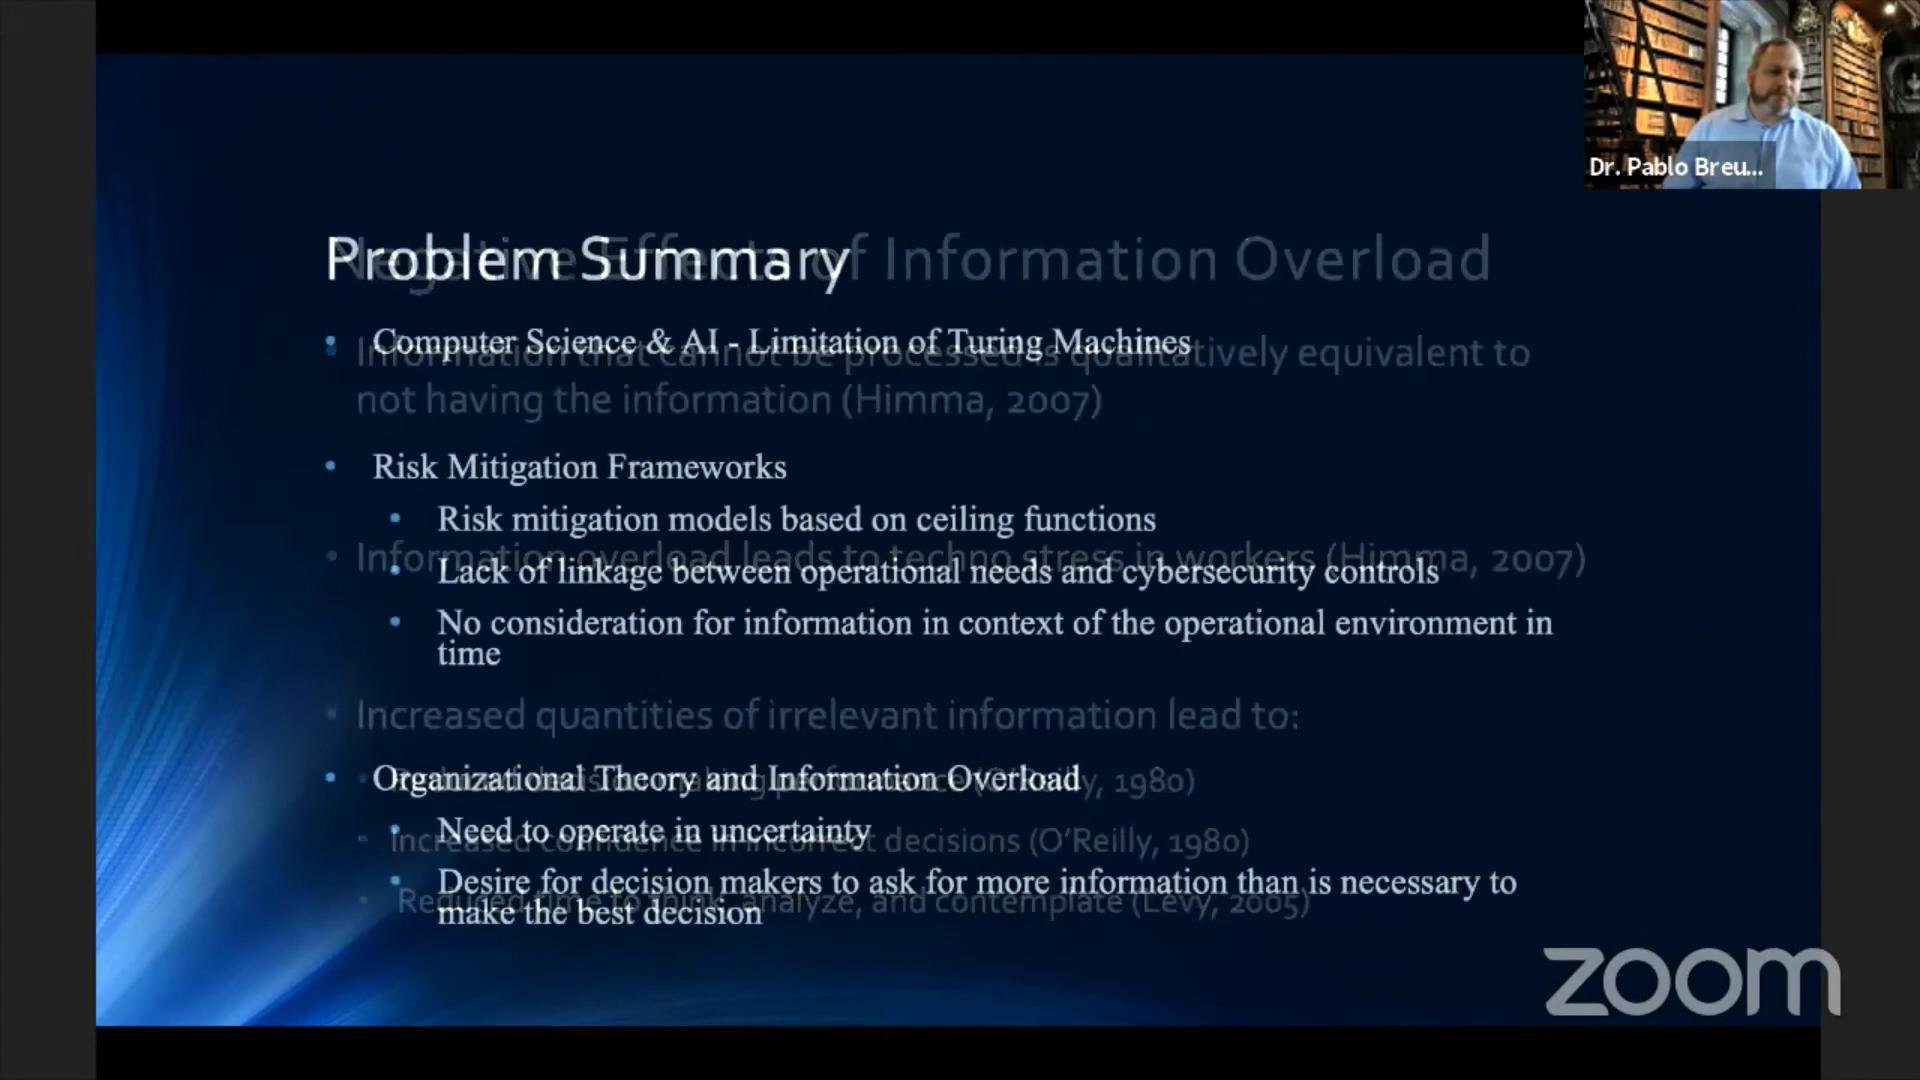 Dr. Pablo Breu...
Problem Summary
Negative Effects of Information Overload
Computer Science & AI - Limitation of Turing Machines
Information that cannot be processed is qualitatively equivalent to
not having the information (Himma, 2007)
Risk Mitigation Frameworks
Risk mitigation models based on ceiling functions
Information overload leads to techno stress in workers (Himma, 2007)
Lack of linkage between operational needs and cybersecurity controls
No consideration for information in context of the operational environment in
time
Increased quantities of irrelevant information lead to:
Organizational Theory and Information Overload
Reduced decision making performance (O'Reilly, 1980)
Need to operate in uncertainty
Increased confidence in incorrect decisions (O'Reilly, 1980)
Desire for decision makers to ask for more information than is necessary to
Reduced time to think, analyze, and contemplate (Levy, 2005)
make the best decision
zoom